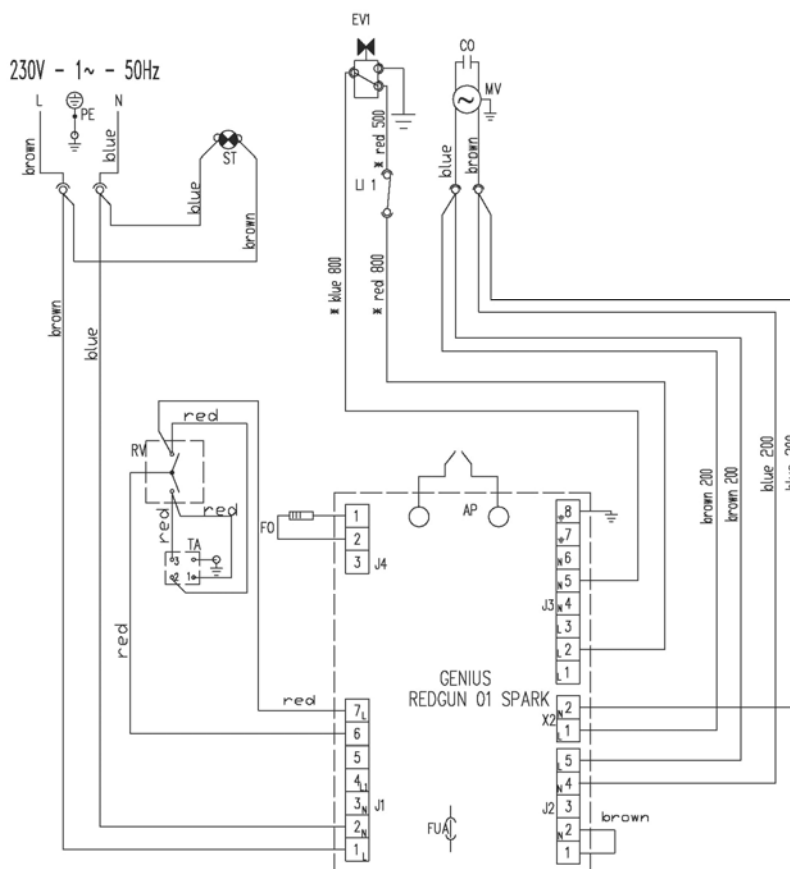 EV1
CO
230V - 1~ - 50Hz
L
N
PE
MV
brown
blue
ST
* red 500
LI 1
blue
brown
blue
brown
* blue 800
* red 800
brown
blue
red
RV
red
red
TA
3
2
1
red
red
brown 200
brown 200
blue 200
blue 200
FO
1
2
3
J4
AP
8
7
N 6
N 5
J3 N 4
L 3
L 2
L 1
GENIUS
REDGUN 01 SPARK
X2
N 2
L 1
7 L
6
5
4 L1
3 N
J1
2 N
1 L
FUA
L 5
N 4
3
J2
N 2
1
brown